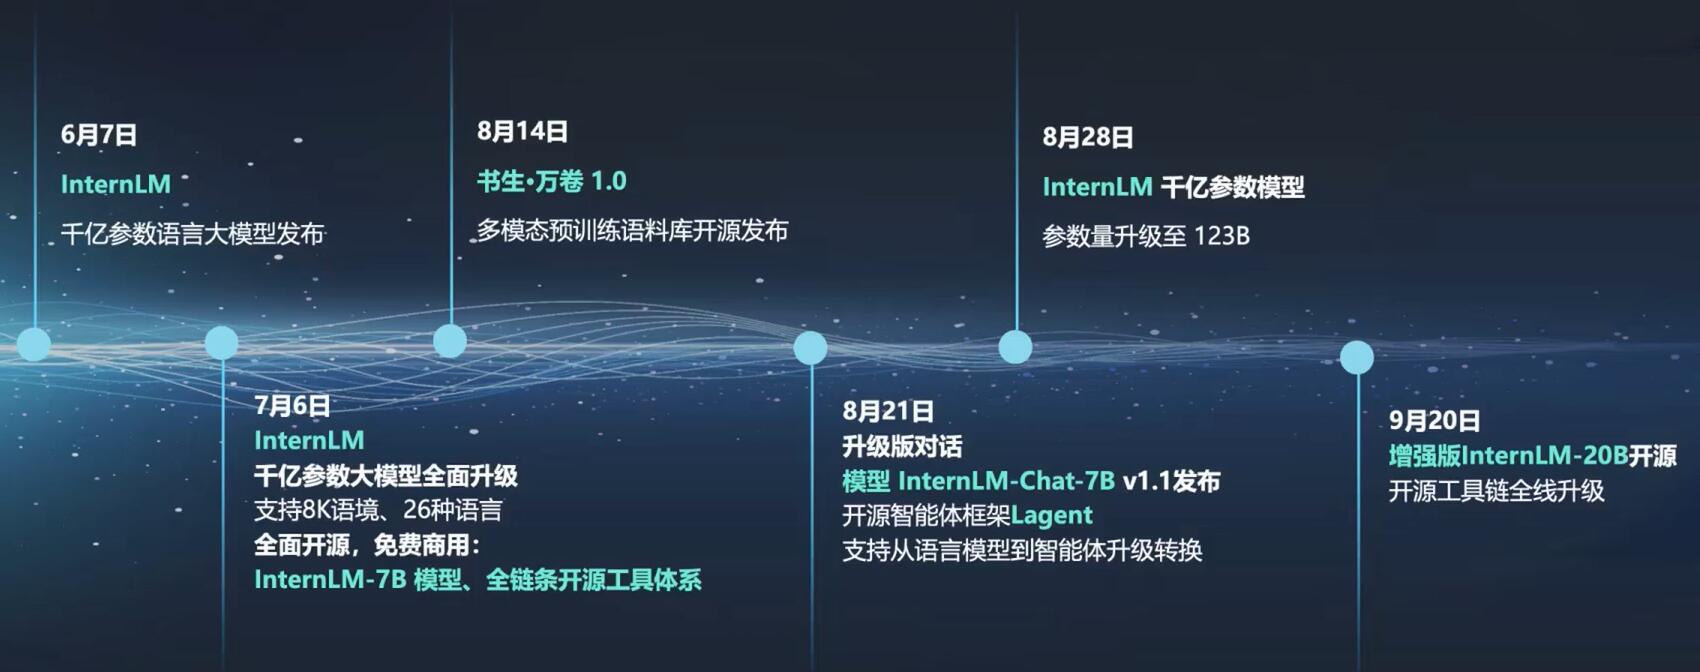 6月7日
InternLM
千亿参数语言大模型发布
7月6日
InternLM
千亿参数大模型全面升级
支持8K语境、26种语言
全面开源，免费商用：
InternLM-7B 模型、全链条开源工具体系
8月14日
书生·万卷 1.0
多模态预训练语料库开源发布
8月21日
升级版对话
模型 InternLM-Chat-7B v1.1发布
开源智能体框架Lagent
支持从语言模型到智能体升级转换
8月28日
InternLM 千亿参数模型
参数量升级至 123B
9月20日
增强版InternLM-20B开源
开源工具链全线升级